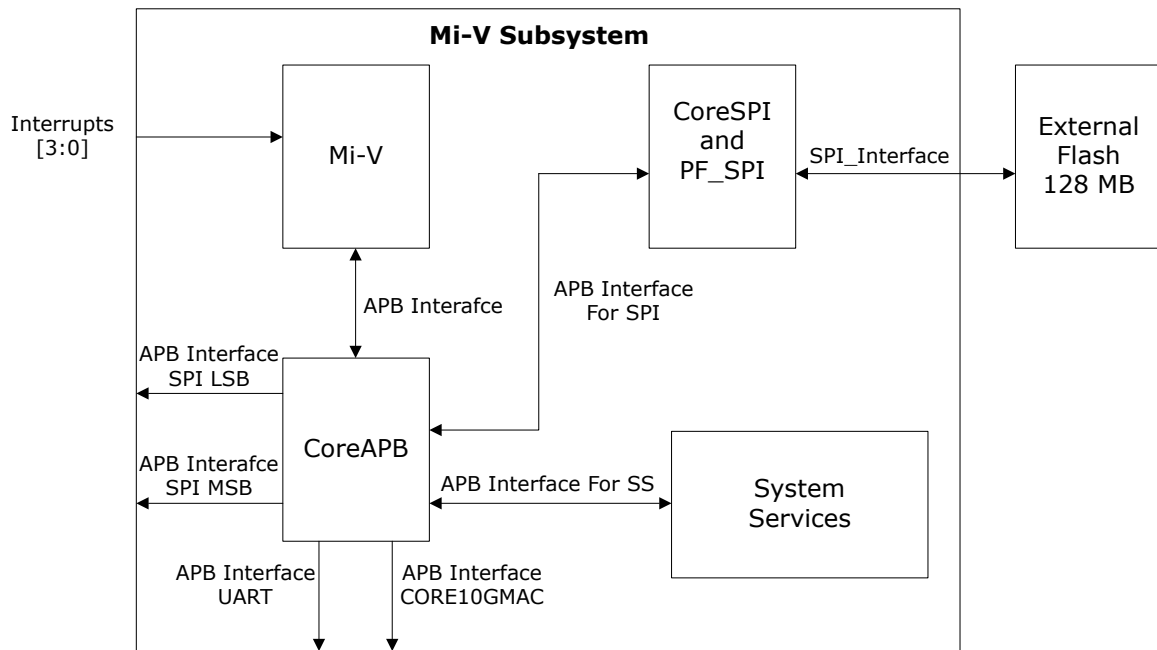 Mi-V Subsystem
Interrupts
[3:0]
Mi-V
CoreSPI
and
PF_SPI
SPI_Interface
External
Flash
128 MB
APB Interafce
APB Interface
For SPI
APB Interface
SPI LSB
CoreAPB
APB Interafce
SPI MSB
APB Interface For SS
System
Services
APB Interface
UART
APB Interface
CORE10GMAC